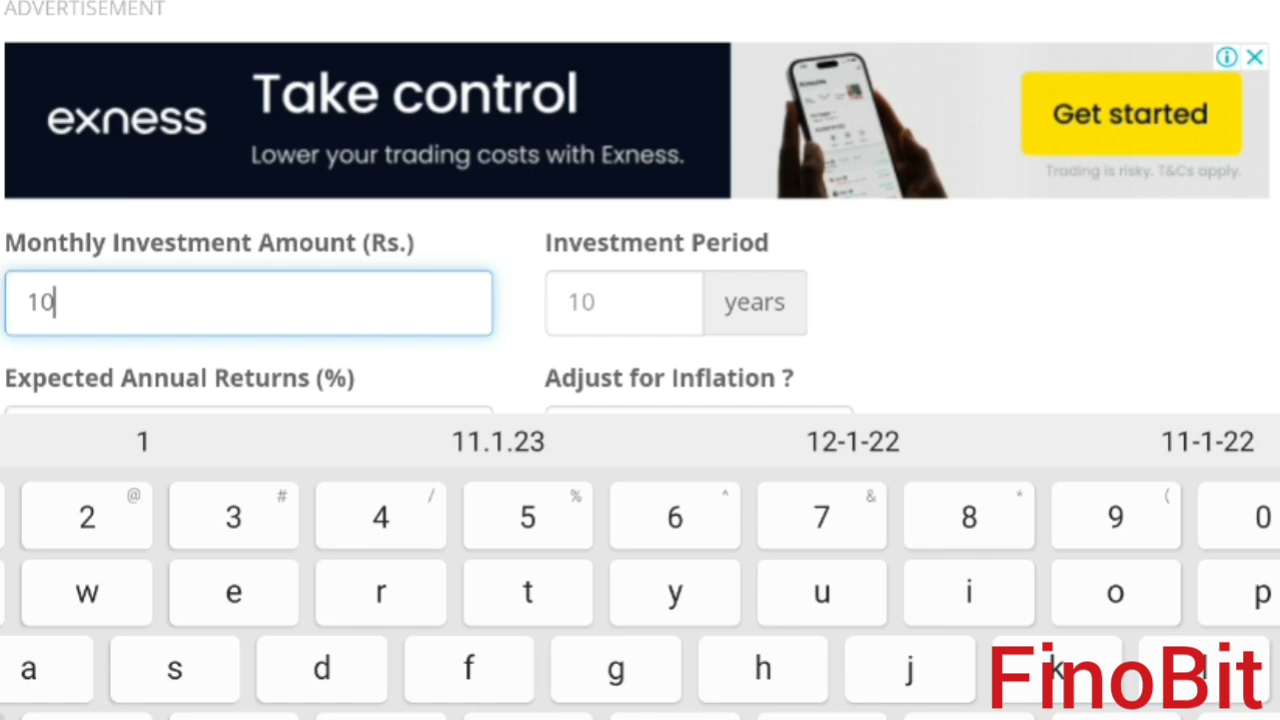 ADVERTISEMENT
exness
Take control
Lower your trading costs with Exness.
Get started
Trading is risky. T&Cs apply.
Monthly Investment Amount (Rs.)
Investment Period
10
10
years
Expected Annual Returns (%)
Adjust for Inflation ?
1 11.1.23 12-1-22 11-1-22
@ # / % ^ & * (
2 3 4 5 6 7 8 9 0
w e r t y u i o p
a s d f g h j k
FinoBit